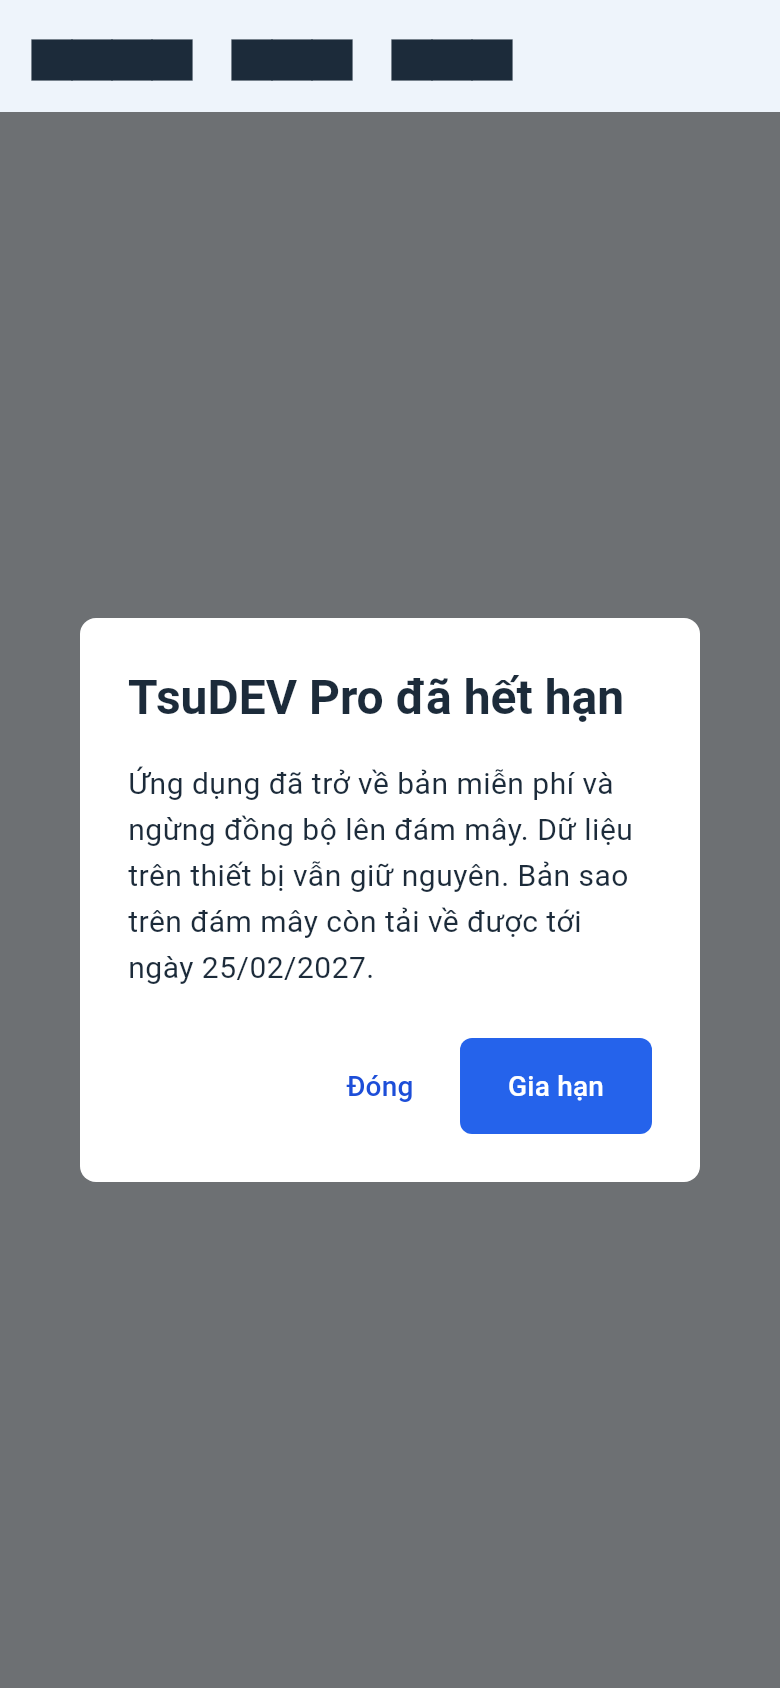 TsuDEV Pro đã hết hạn
Ứng dụng đã trở về bản miễn phí và
ngừng đồng bộ lên đám mây. Dữ liệu
trên thiết bị vẫn giữ nguyên. Bản sao
trên đám mây còn tải về được tới
ngày 25/02/2027.
Đóng
Gia hạn